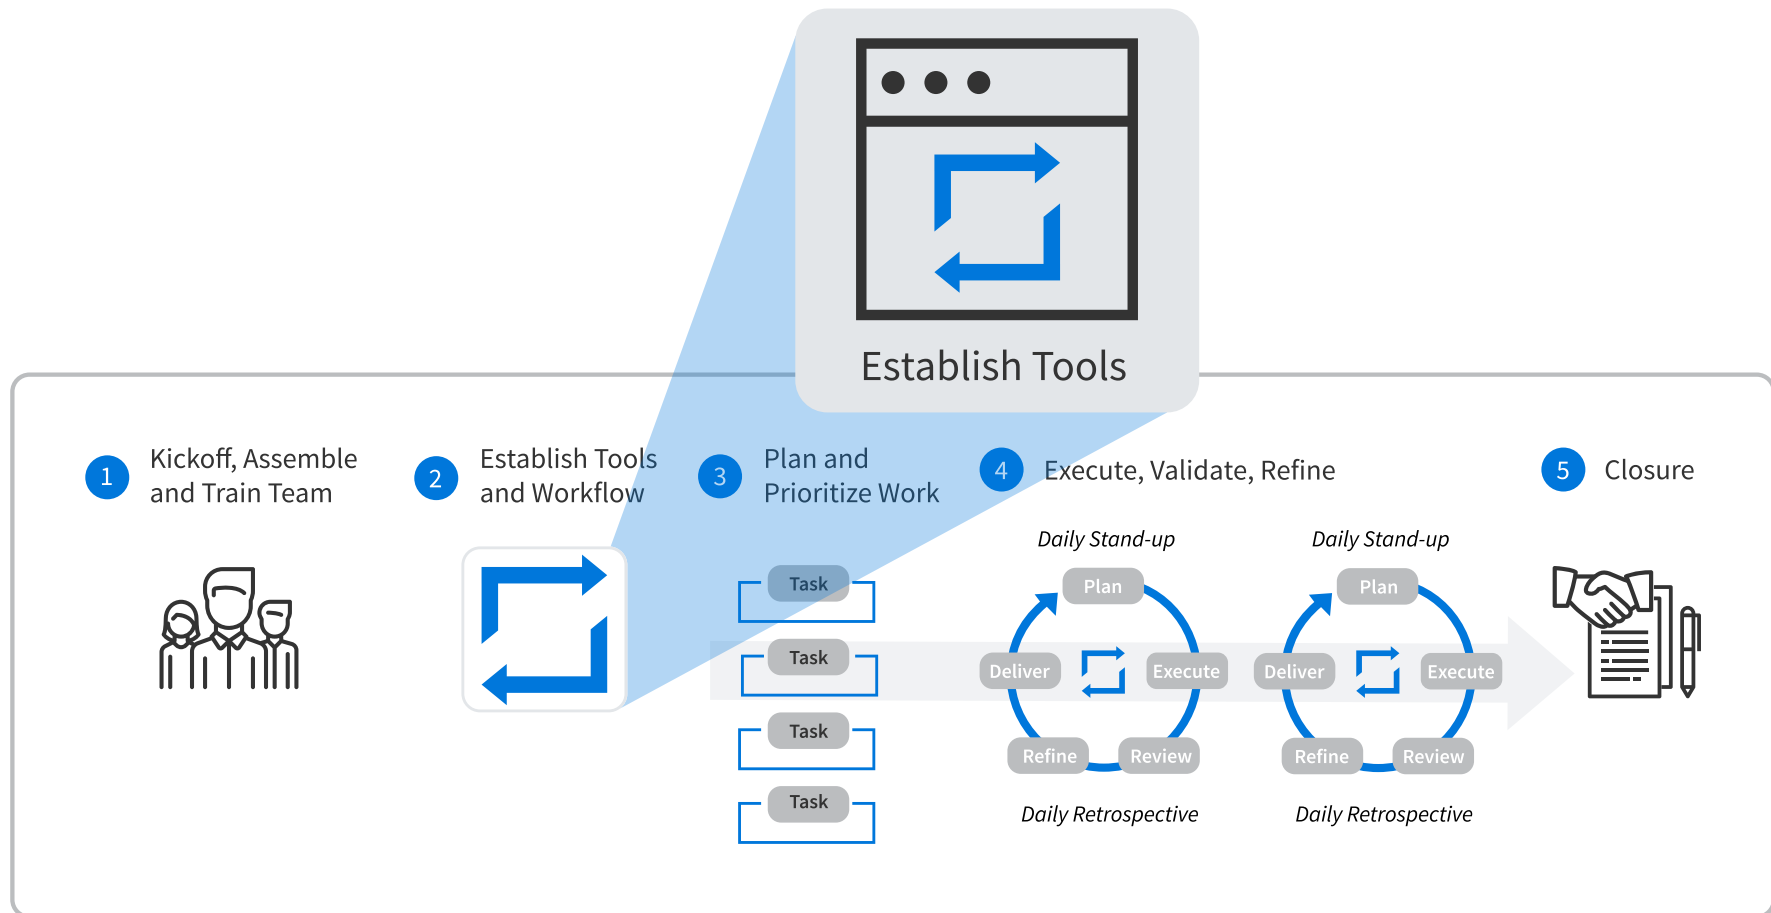 Establish Tools
1
Kickoff, Assemble
and Train Team
2
Establish Tools
and Workflow
3
Plan and
Prioritize Work
4
Execute, Validate, Refine
5
Closure
Task
Task
Task
Task
Daily Stand-up
Plan
Deliver
Execute
Refine
Review
Daily Retrospective
Daily Stand-up
Plan
Deliver
Execute
Refine
Review
Daily Retrospective